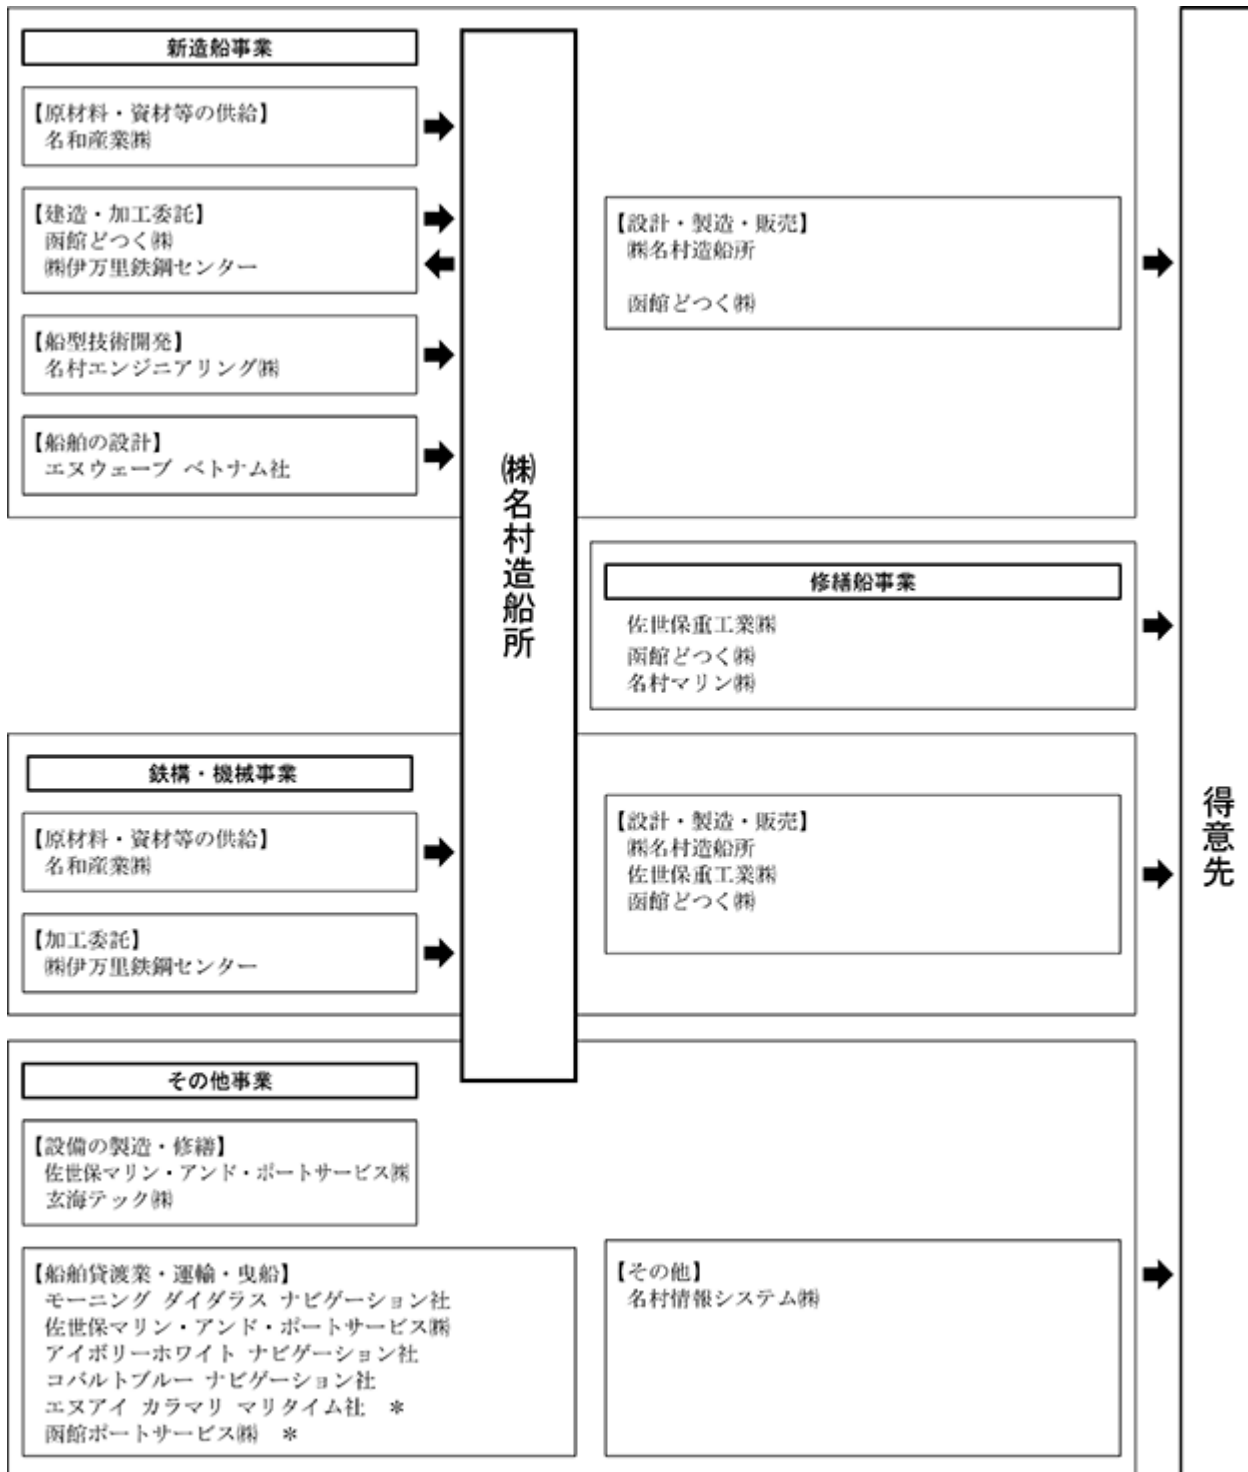 新造船事業
【原材料・資材等の供給】
名和産業㈱
【建造・加工委託】
函館どつく㈱
㈱伊万里鉄鋼センター
【船型技術開発】
名村エンジニアリング㈱
【船舶の設計】
エヌウェーブ ベトナム社
㈱名村造船所
【設計・製造・販売】
㈱名村造船所
函館どつく㈱
修繕船事業
佐世保重工業㈱
函館どつく㈱
名村マリン㈱
鉄構・機械事業
【原材料・資材等の供給】
名和産業㈱
【加工委託】
㈱伊万里鉄鋼センター
【設計・製造・販売】
㈱名村造船所
佐世保重工業㈱
函館どつく㈱
その他事業
【設備の製造・修繕】
佐世保マリン・アンド・ポートサービス㈱
玄海テック㈱
【船舶貸渡業・運輸・曳船】
モーニング ダイダラス ナビゲーション社
佐世保マリン・アンド・ポートサービス㈱
アイボリーホワイト ナビゲーション社
コバルトブルー ナビゲーション社
エヌアイ カラマリ マリタイム社 ＊
函館ポートサービス㈱ ＊
【その他】
名村情報システム㈱
得意先